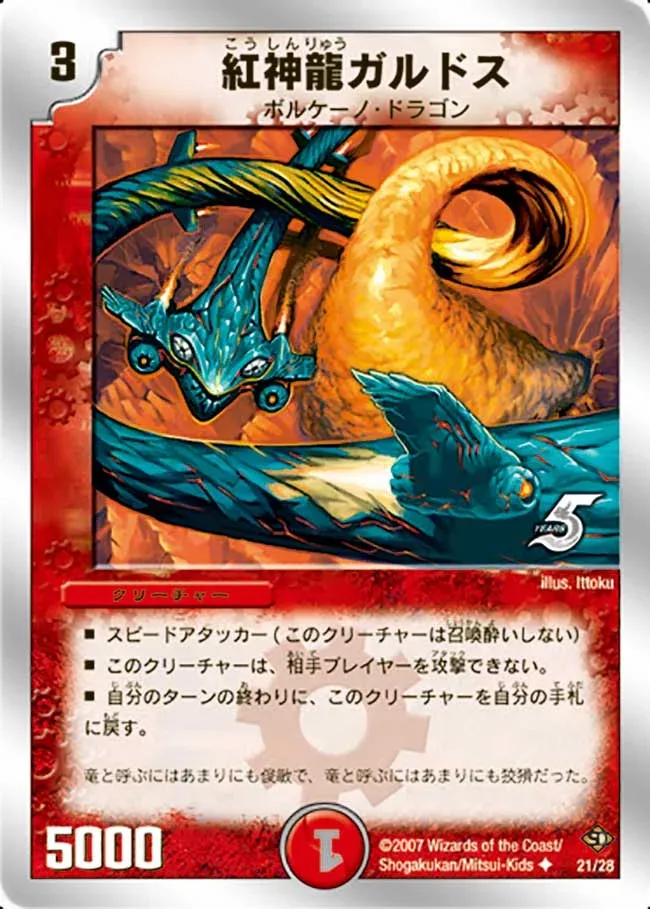 3
こうしんりゅう
紅神龍ガルドス
ボルケーノ・ドラゴン
YEARS 5
illus. Ittoku
クリーチャー
■ スピードアタッカー ( このクリーチャーは召喚酔いしない)
■ このクリーチャーは、相手プレイヤーを攻撃できない。
■ 自分のターンの終わりに、このクリーチャーを自分の手札
に戻す。
竜と呼ぶにはあまりにも俊敏で、竜と呼ぶにはあまりにも狡猾だった。
5000
1
©2007 Wizards of the Coast/
Shogakukan/Mitsui-Kids
21/28